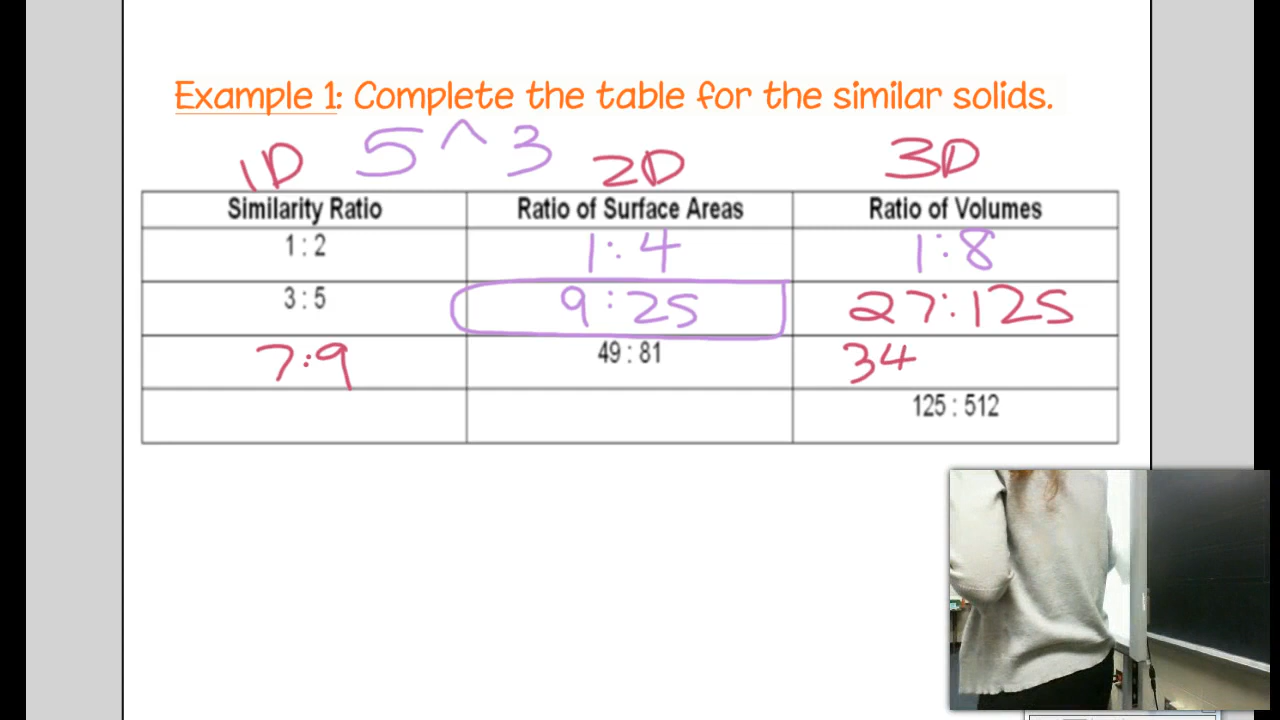 Example 1: Complete the table for the similar solids.
1D 5 ^ 3 2D 3D
Similarity Ratio Ratio of Surface Areas Ratio of Volumes
1 : 2 1 : 4 1 : 8
3 : 5 9 : 25 27 : 125
7 : 9 49 : 81 34
125 : 512